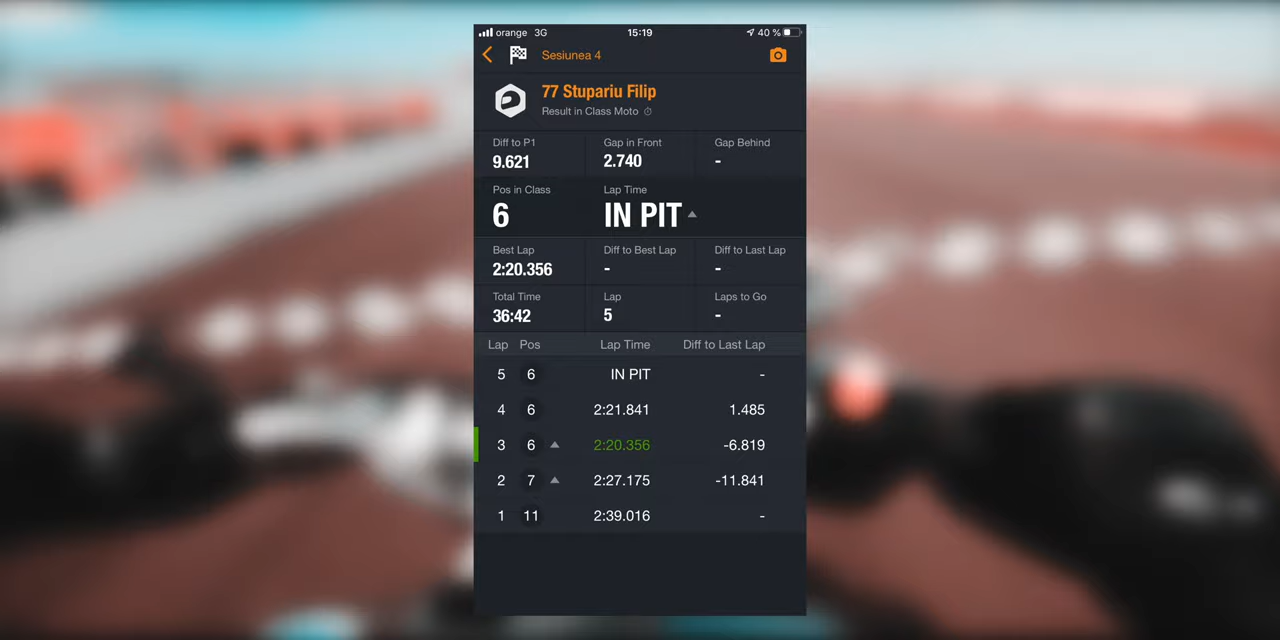 orange 3G 15:19 40 %
Sesiunea 4
77 Stupariu Filip
Result in Class Moto
Diff to P1 Gap in Front Gap Behind
9.621 2.740 -
Pos in Class Lap Time
6 IN PIT
Best Lap Diff to Best Lap Diff to Last Lap
2:20.356 - -
Total Time Lap Laps to Go
36:42 5 -
Lap Pos Lap Time Diff to Last Lap
5 6 IN PIT -
4 6 2:21.841 1.485
3 6 2:20.356 -6.819
2 7 2:27.175 -11.841
1 11 2:39.016 -